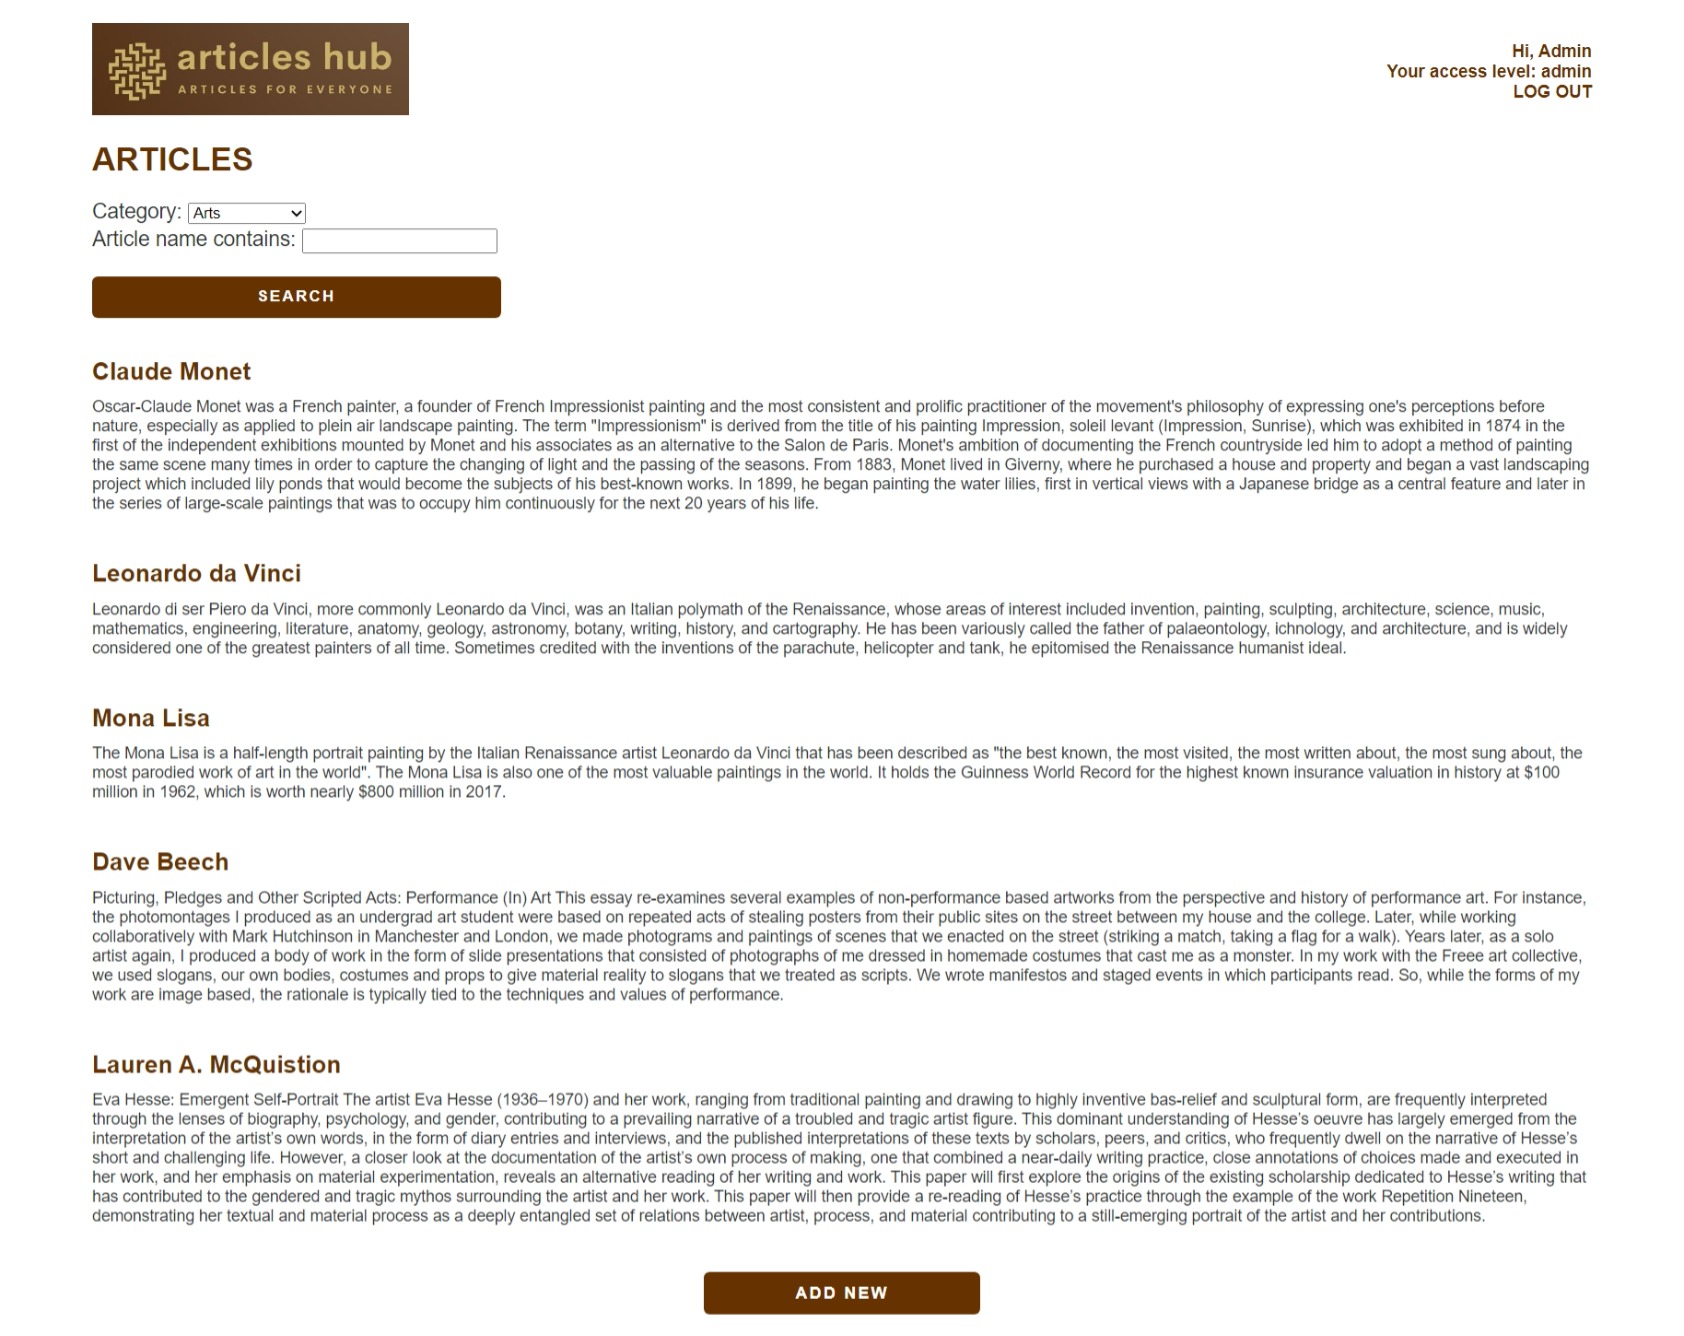 articles hub
ARTICLES FOR EVERYONE
Hi, Admin
Your access level: admin
LOG OUT
ARTICLES
Category: Arts
Article name contains:
SEARCH
Claude Monet
Oscar-Claude Monet was a French painter, a founder of French Impressionist painting and the most consistent and prolific practitioner of the movement's philosophy of expressing one's perceptions before
nature, especially as applied to plein air landscape painting. The term "Impressionism" is derived from the title of his painting Impression, soleil levant (Impression, Sunrise), which was exhibited in 1874 in the
first of the independent exhibitions mounted by Monet and his associates as an alternative to the Salon de Paris. Monet's ambition of documenting the French countryside led him to adopt a method of painting
the same scene many times in order to capture the changing of light and the passing of the seasons. From 1883, Monet lived in Giverny, where he purchased a house and property and began a vast landscaping
project which included lily ponds that would become the subjects of his best-known works. In 1899, he began painting the water lilies, first in vertical views with a Japanese bridge as a central feature and later in
the series of large-scale paintings that was to occupy him continuously for the next 20 years of his life.
Leonardo da Vinci
Leonardo di ser Piero da Vinci, more commonly Leonardo da Vinci, was an Italian polymath of the Renaissance, whose areas of interest included invention, painting, sculpting, architecture, science, music,
mathematics, engineering, literature, anatomy, geology, astronomy, botany, writing, history, and cartography. He has been variously called the father of palaeontology, ichnology, and architecture, and is widely
considered one of the greatest painters of all time. Sometimes credited with the inventions of the parachute, helicopter and tank, he epitomised the Renaissance humanist ideal.
Mona Lisa
The Mona Lisa is a half-length portrait painting by the Italian Renaissance artist Leonardo da Vinci that has been described as "the best known, the most visited, the most written about, the most sung about, the
most parodied work of art in the world". The Mona Lisa is also one of the most valuable paintings in the world. It holds the Guinness World Record for the highest known insurance valuation in history at $100
million in 1962, which is worth nearly $800 million in 2017.
Dave Beech
Picturing, Pledges and Other Scripted Acts: Performance (In) Art This essay re-examines several examples of non-performance based artworks from the perspective and history of performance art. For instance,
the photomontages I produced as an undergrad art student were based on repeated acts of stealing posters from their public sites on the street between my house and the college. Later, while working
collaboratively with Mark Hutchinson in Manchester and London, we made photograms and paintings of scenes that we enacted on the street (striking a match, taking a flag for a walk). Years later, as a solo
artist again, I produced a body of work in the form of slide presentations that consisted of photographs of me dressed in homemade costumes that cast me as a monster. In my work with the Freee art collective,
we used slogans, our own bodies, costumes and props to give material reality to slogans that we treated as scripts. We wrote manifestos and staged events in which participants read. So, while the forms of my
work are image based, the rationale is typically tied to the techniques and values of performance.
Lauren A. McQuistion
Eva Hesse: Emergent Self-Portrait The artist Eva Hesse (1936–1970) and her work, ranging from traditional painting and drawing to highly inventive bas-relief and sculptural form, are frequently interpreted
through the lenses of biography, psychology, and gender, contributing to a prevailing narrative of a troubled and tragic artist figure. This dominant understanding of Hesse’s oeuvre has largely emerged from the
interpretation of the artist’s own words, in the form of diary entries and interviews, and the published interpretations of these texts by scholars, peers, and critics, who frequently dwell on the narrative of Hesse’s
short and challenging life. However, a closer look at the documentation of the artist’s own process of making, one that combined a near-daily writing practice, close annotations of choices made and executed in
her work, and her emphasis on material experimentation, reveals an alternative reading of her writing and work. This paper will first explore the origins of the existing scholarship dedicated to Hesse’s writing that
has contributed to the gendered and tragic mythos surrounding the artist and her work. This paper will then provide a re-reading of Hesse’s practice through the example of the work Repetition Nineteen,
demonstrating her textual and material process as a deeply entangled set of relations between artist, process, and material contributing to a still-emerging portrait of the artist and her contributions.
ADD NEW